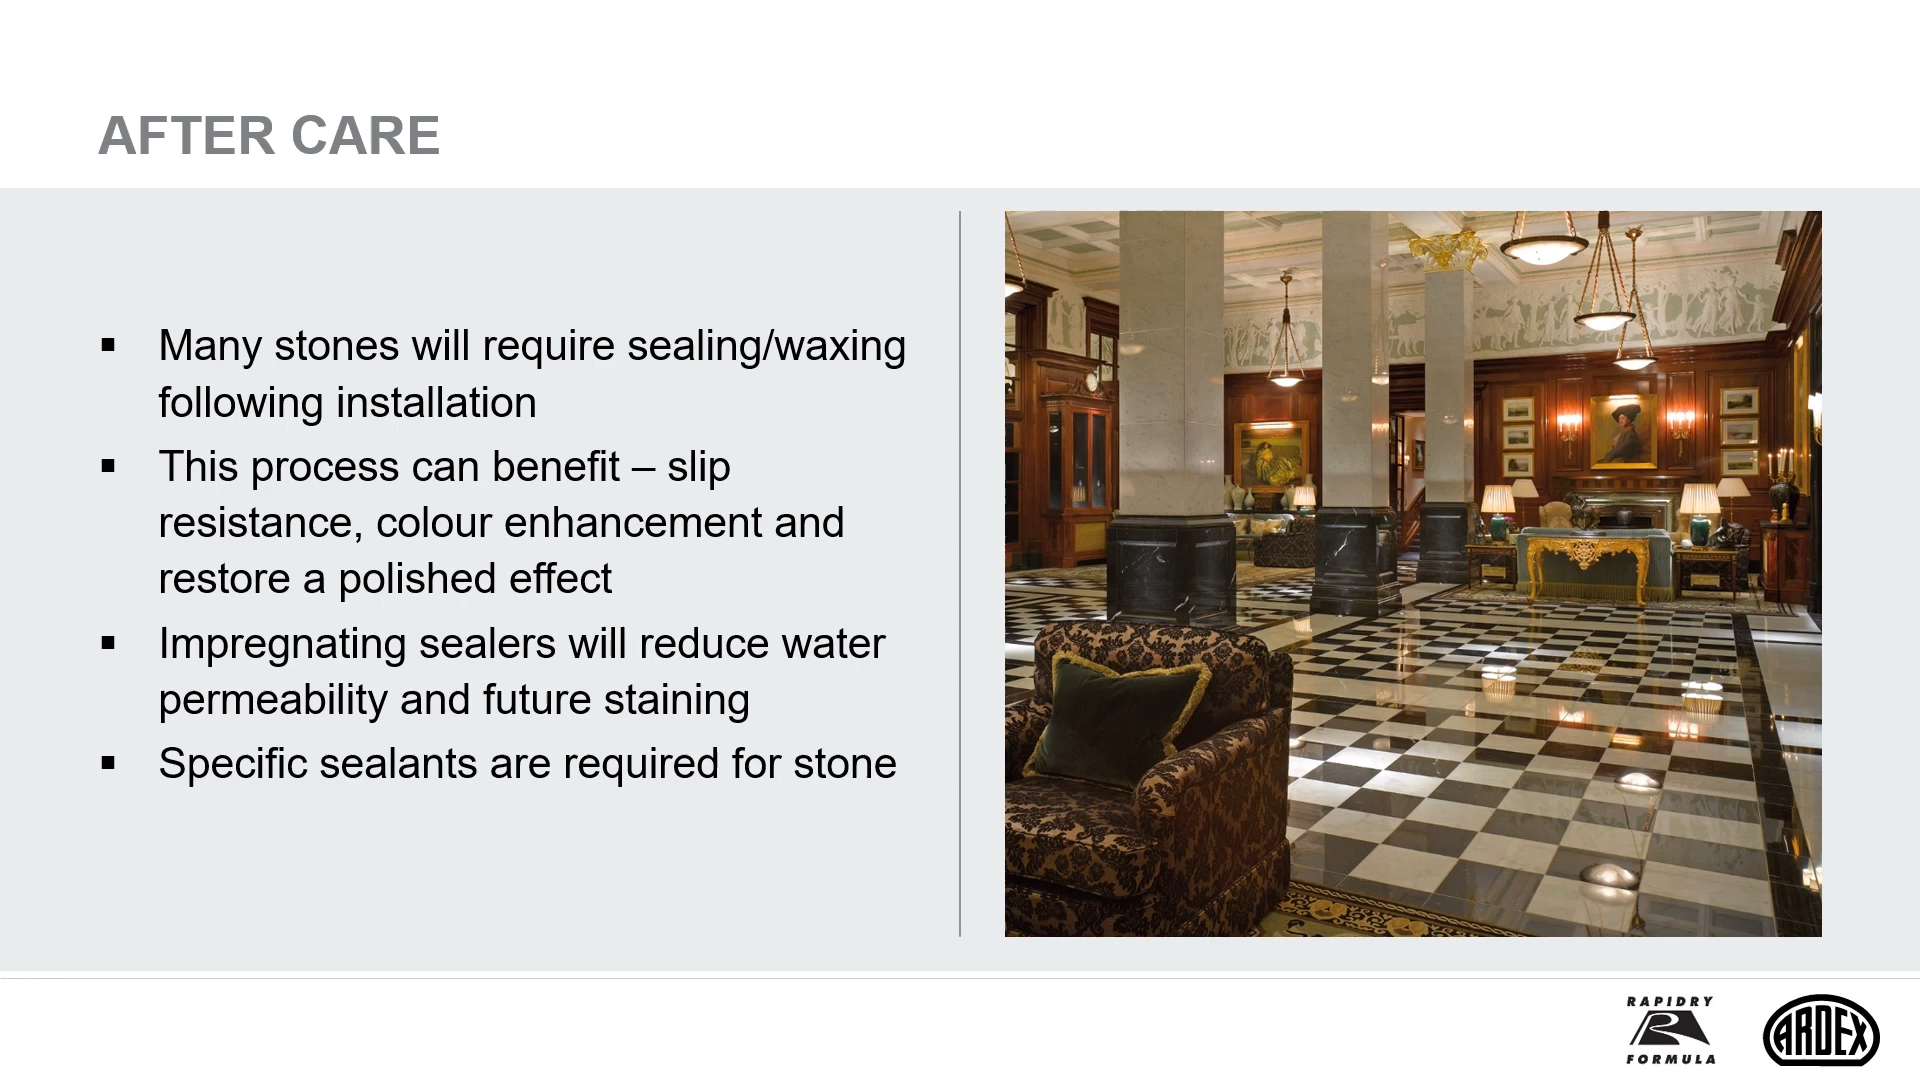 AFTER CARE
▪ Many stones will require sealing/waxing
following installation
▪ This process can benefit – slip
resistance, colour enhancement and
restore a polished effect
▪ Impregnating sealers will reduce water
permeability and future staining
▪ Specific sealants are required for stone
RAPIDRY
R
FORMULA
ARDEX